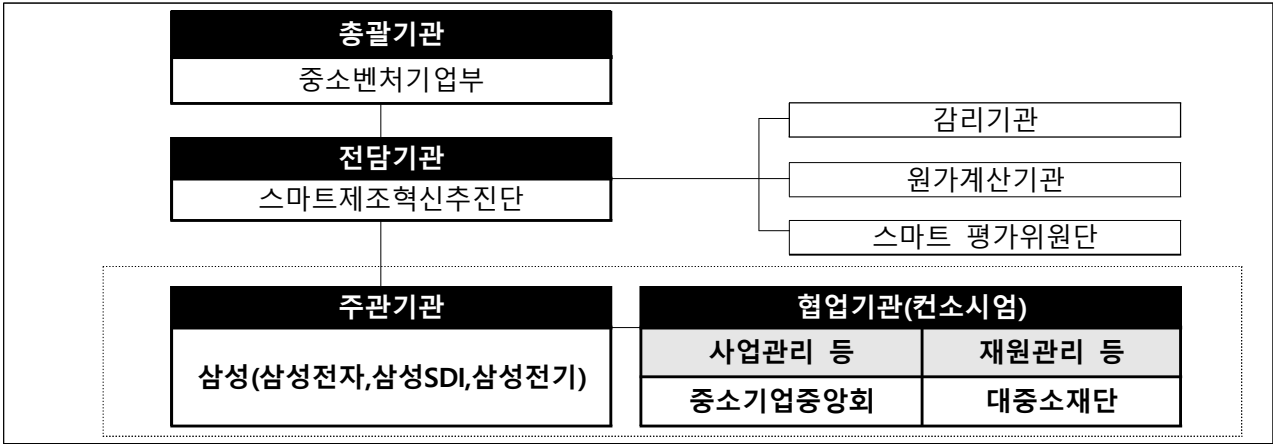 총괄기관
중소벤처기업부
감리기관
전담기관
원가계산기관
스마트제조혁신추진단
스마트 평가위원단
주관기관
협업기관(컨소시엄)
사업관리 등
재원관리 등
삼성(삼성전자,삼성SDI,삼성전기)
중소기업중앙회
대중소재단